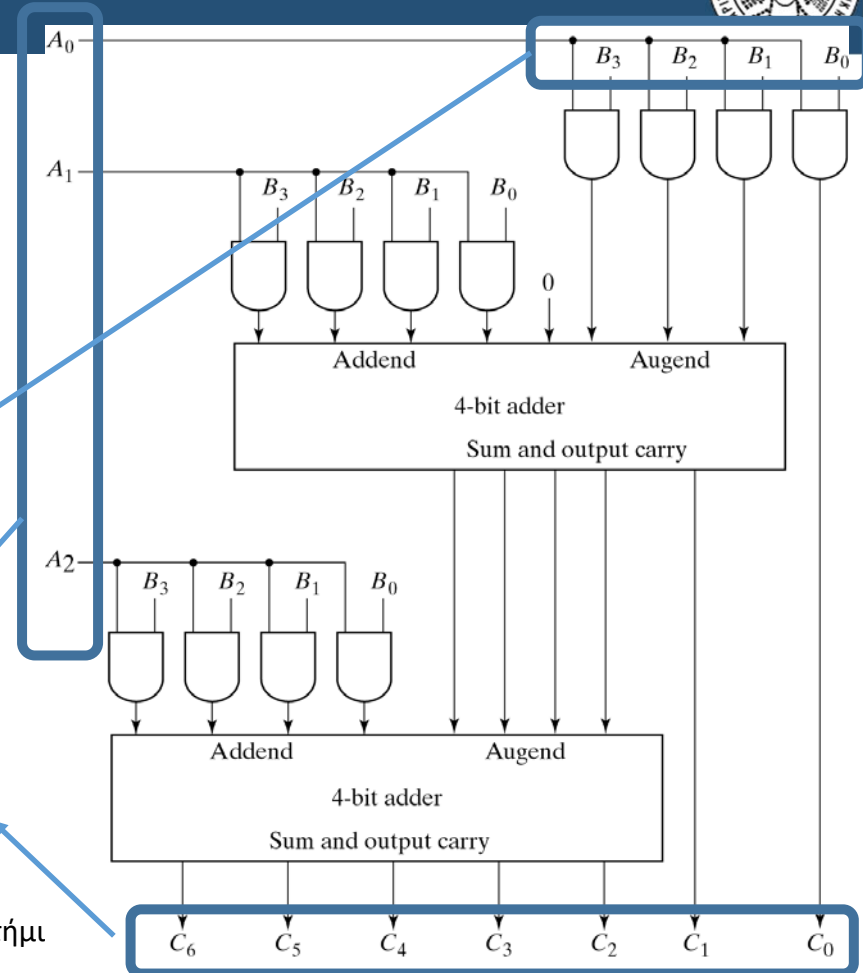 A₀
B₃ B₂ B₁ B₀
A₁
B₃ B₂ B₁ B₀
0
Addend Augend
4-bit adder
Sum and output carry
A2
B₃ B₂ B₁ B₀
Addend Augend
4-bit adder
Sum and output carry
C₆ C₅ C₄ C₃ C₂ C₁ C₀